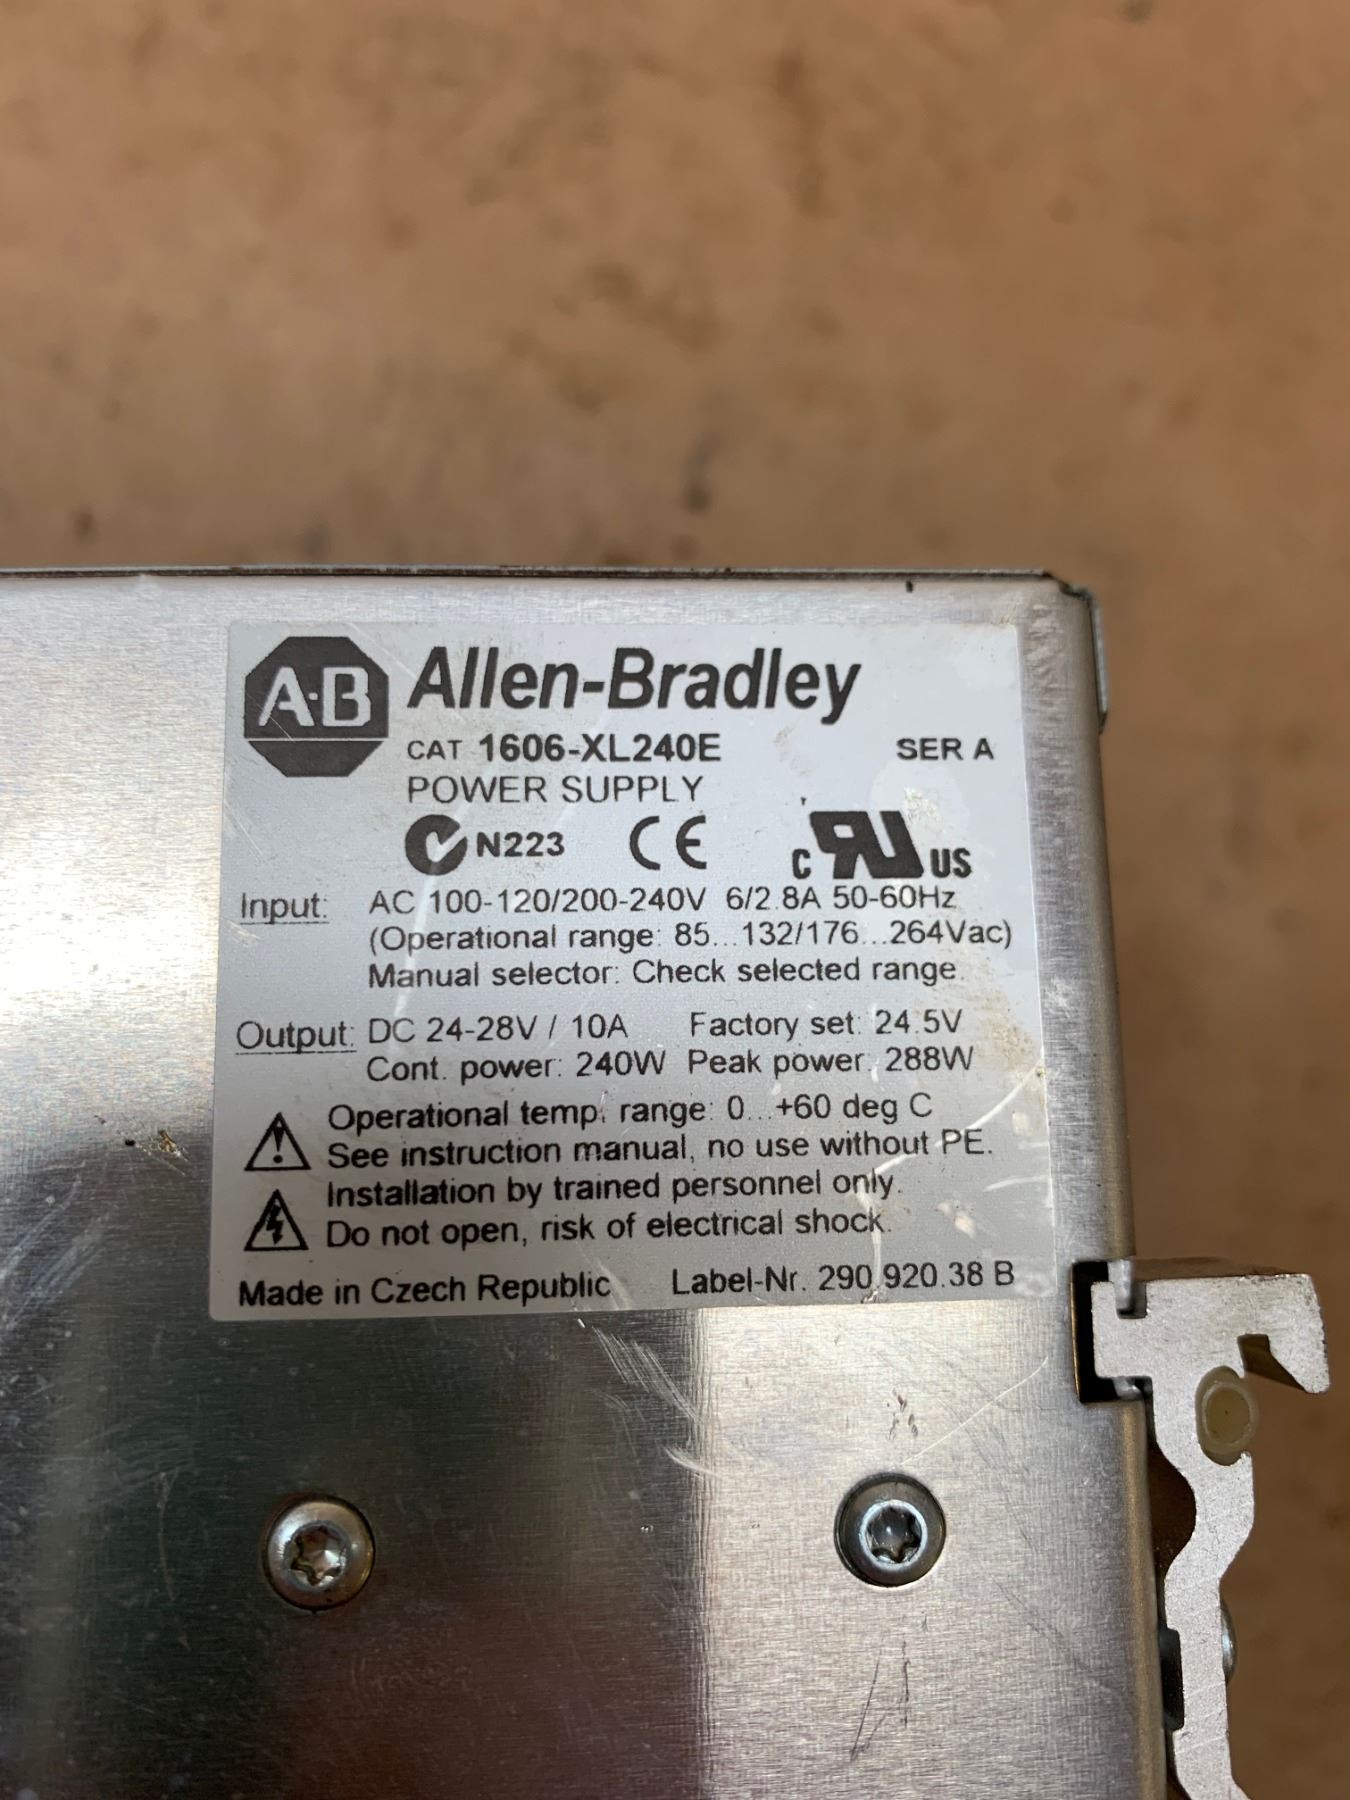 A-B Allen-Bradley
CAT 1606-XL240E SER A
POWER SUPPLY
N223 CE c RU US
Input: AC 100-120/200-240V 6/2.8A 50-60Hz
(Operational range: 85...132/176...264Vac)
Manual selector: Check selected range.
Output: DC 24-28V / 10A Factory set: 24.5V
Cont. power: 240W Peak power: 288W
Operational temp. range: 0...+60 deg C
See instruction manual, no use without PE.
Installation by trained personnel only.
Do not open, risk of electrical shock.
Made in Czech Republic Label-Nr. 290.920.38 B